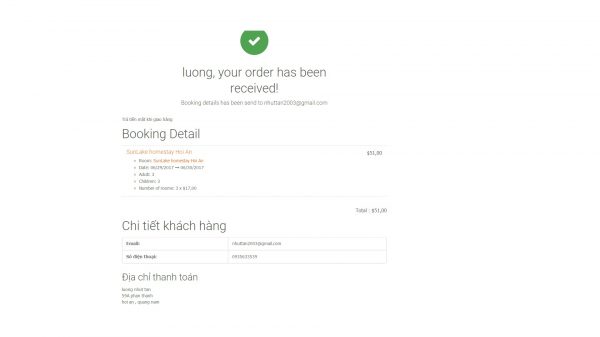 luong, your order has been
received!
Booking details has been send to nhuttan2003@gmail.com
Trả tiền mặt khi giao hàng
Booking Detail
SunLake homestay Hoi An
$51,00
Room: SunLake homestay Hoi An
Date: 06/29/2017 → 06/30/2017
Adult: 3
Children: 3
Number of rooms: 3 x $17,00
Total : $51,00
Chi tiết khách hàng
Email: nhuttan2003@gmail.com
Số điện thoại: 0935633539
Địa chỉ thanh toán
luong nhut tan
59A phan thanh
hoi an , quang nam